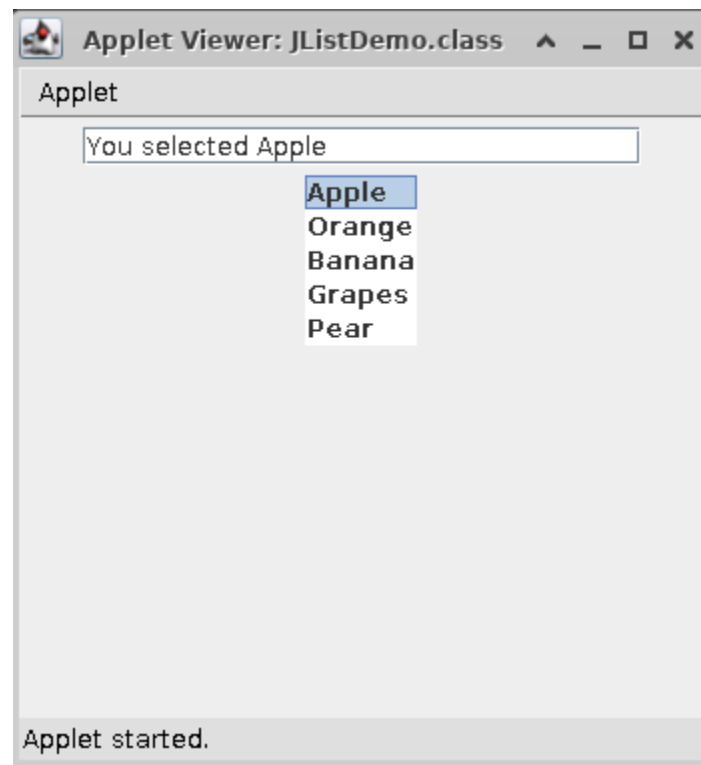 Applet Viewer: JListDemo.class
Applet
You selected Apple
Apple
Orange
Banana
Grapes
Pear
Applet started.